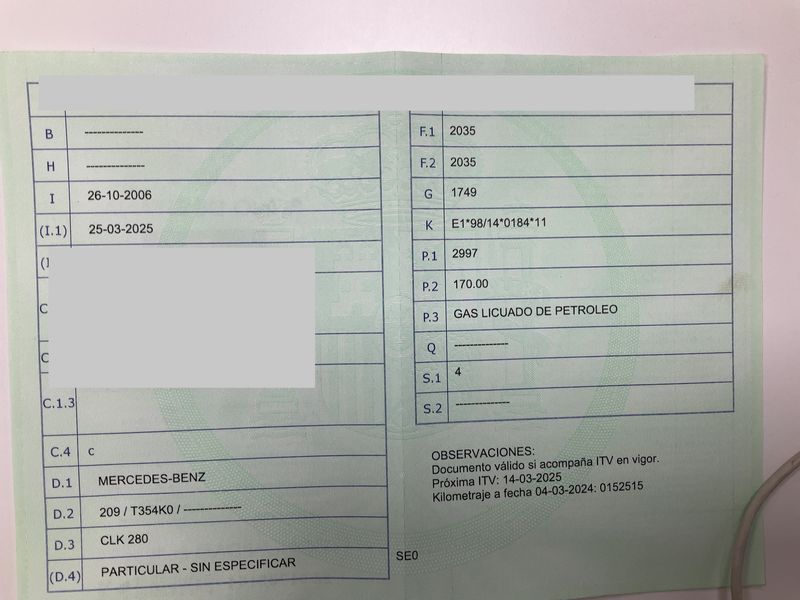 B --------------
H --------------
I 26-10-2006
(I.1) 25-03-2025
(I
C
C
C.1.3
C.4 c
D.1 MERCEDES-BENZ
D.2 209 / T354K0 / --------------
D.3 CLK 280
(D.4) PARTICULAR - SIN ESPECIFICAR
F.1 2035
F.2 2035
G 1749
K E1*98/14*0184*11
P.1 2997
P.2 170.00
P.3 GAS LICUADO DE PETROLEO
Q --------------
S.1 4
S.2 --------------
OBSERVACIONES:
Documento válido si acompaña ITV en vigor.
Próxima ITV: 14-03-2025
Kilometraje a fecha 04-03-2024: 0152515
SE0